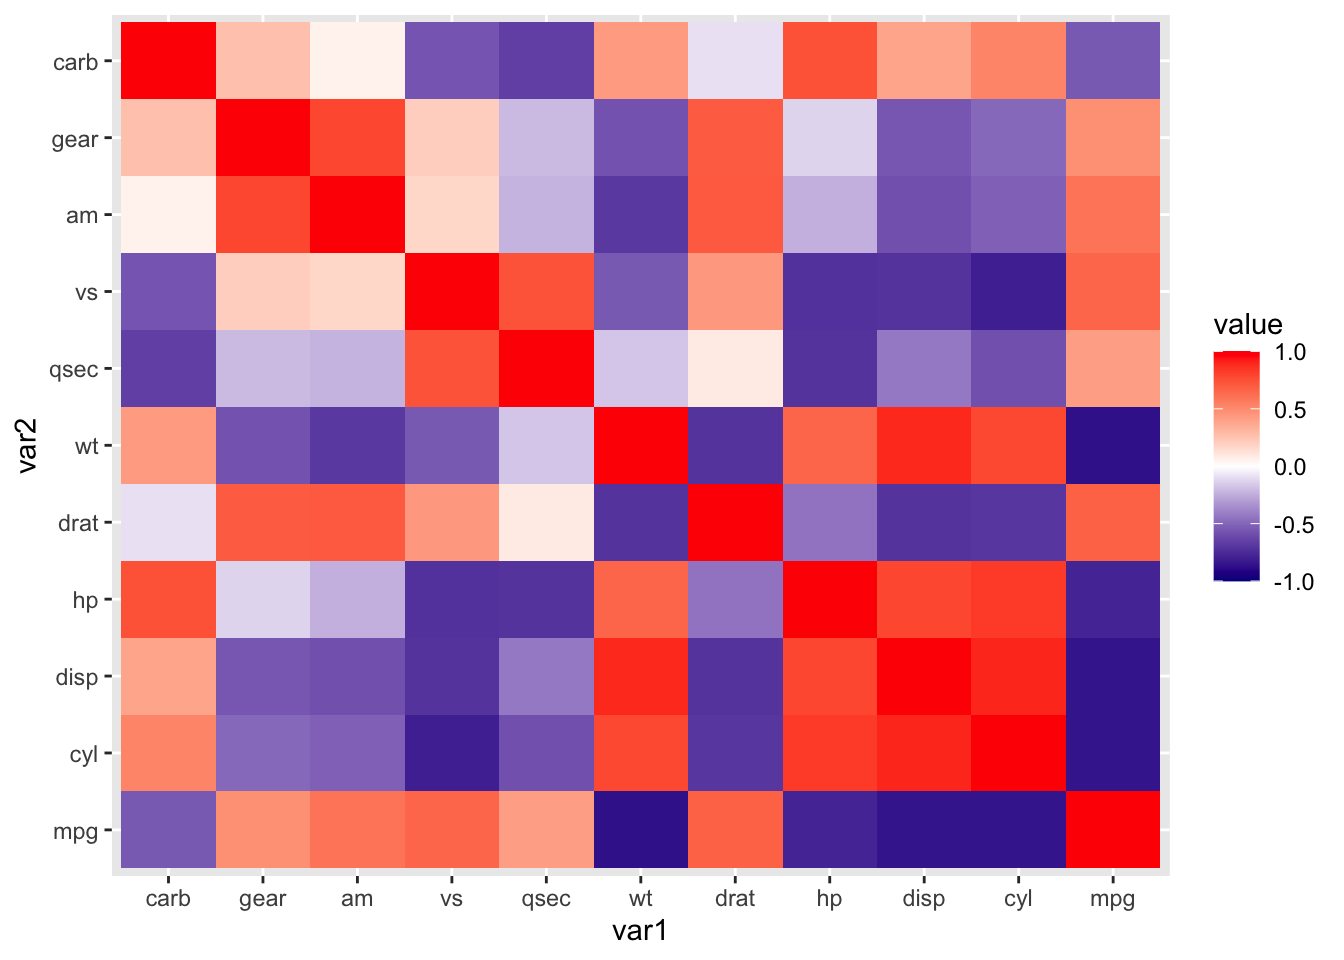 carb
gear
am
vs
qsec
wt
drat
hp
disp
cyl
mpg
var2
carb gear am vs qsec wt drat hp disp cyl mpg
var1
value
1.0
0.5
0.0
-0.5
-1.0